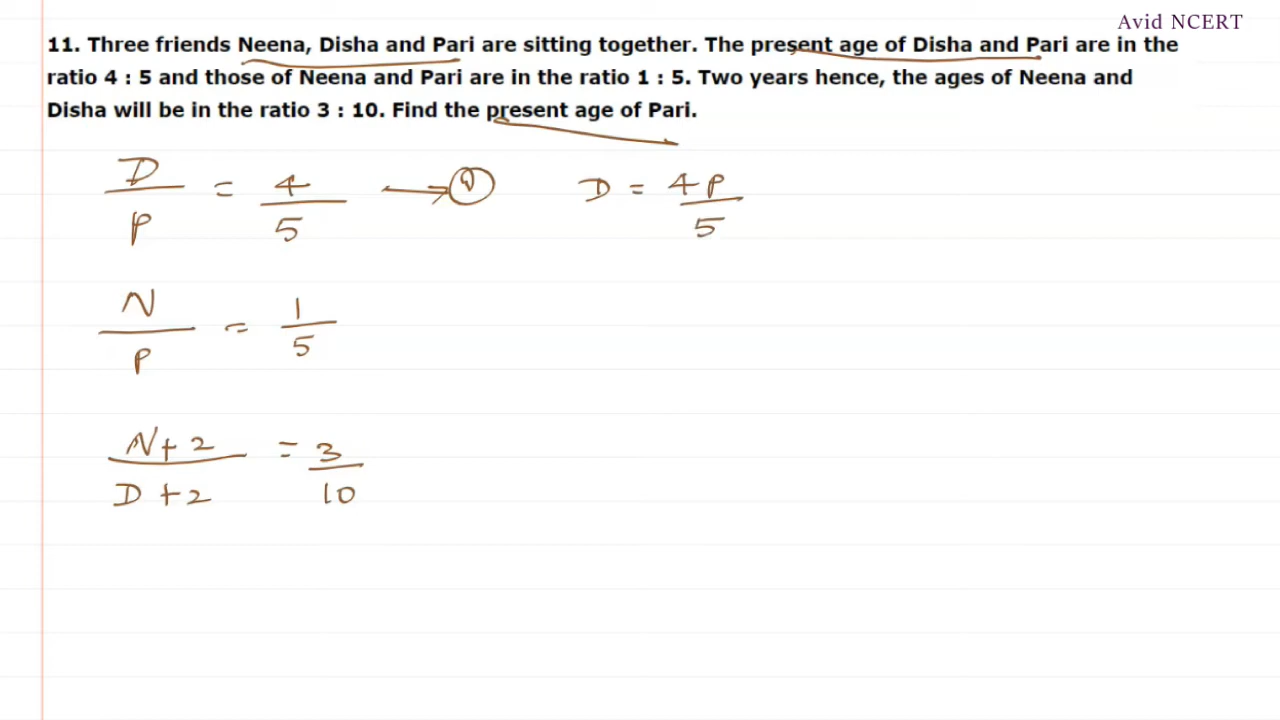 Avid NCERT
11. Three friends Neena, Disha and Pari are sitting together. The present age of Disha and Pari are in the
ratio 4 : 5 and those of Neena and Pari are in the ratio 1 : 5. Two years hence, the ages of Neena and
Disha will be in the ratio 3 : 10. Find the present age of Pari.
D/P = 4/5 → ① D = 4P/5
N/P = 1/5
N+2/D+2 = 3/10